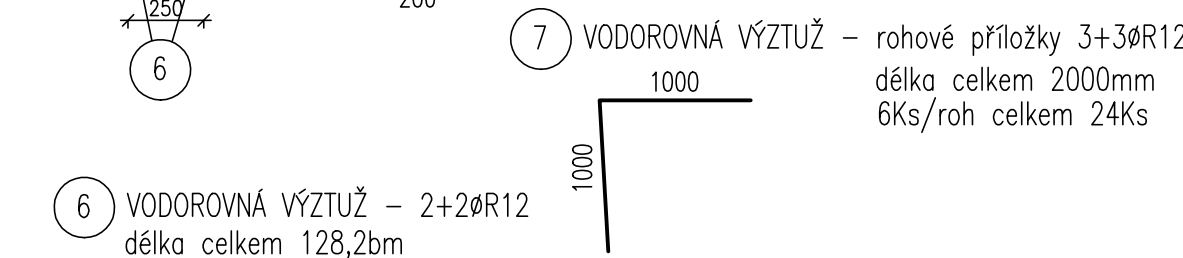 250
200
6
7 VODOROVNÁ VÝZTUŽ – rohové příložky 3+3øR12
délka celkem 2000mm
6Ks/roh celkem 24Ks
1000
1000
6 VODOROVNÁ VÝZTUŽ – 2+2øR12
délka celkem 128,2bm